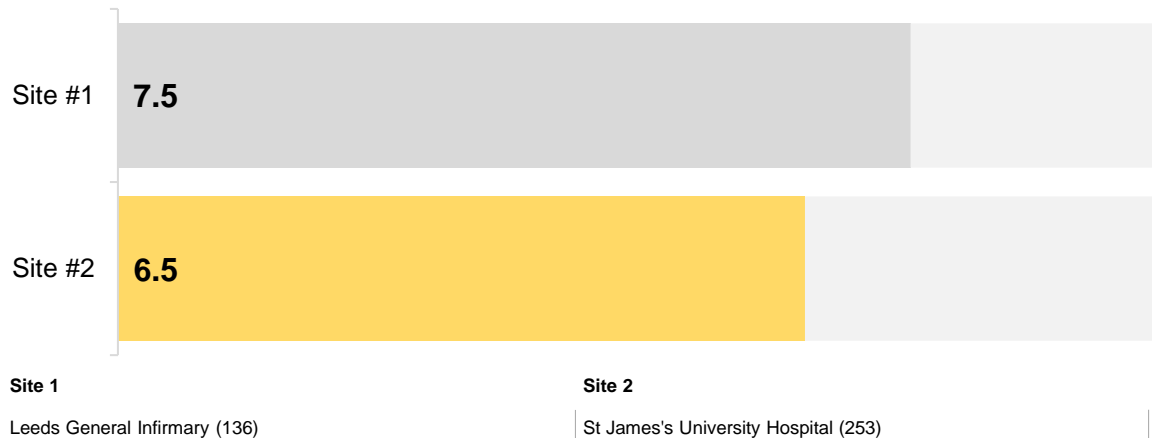 Site #1 7.5
Site #2 6.5
Site 1 Site 2
Leeds General Infirmary (136) St James's University Hospital (253)